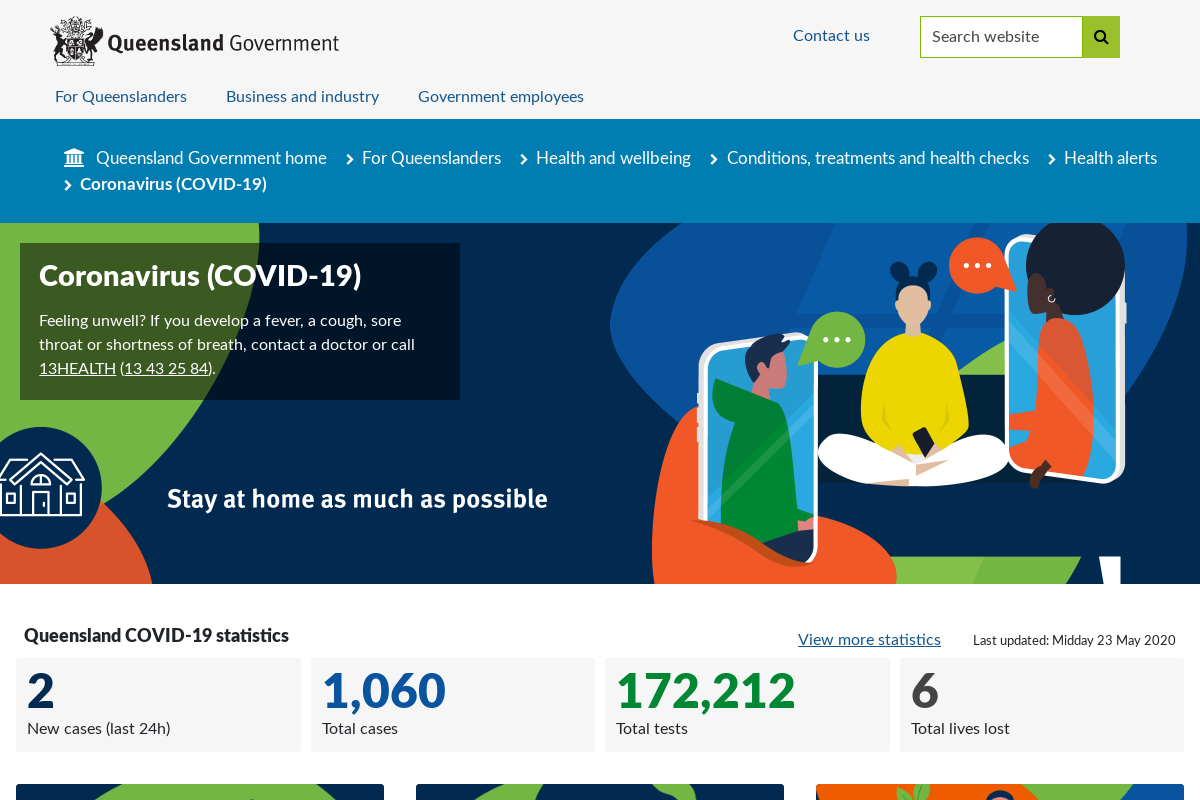 Queensland Government
Contact us
Search website
For Queenslanders
Business and industry
Government employees
Queensland Government home
For Queenslanders
Health and wellbeing
Conditions, treatments and health checks
Health alerts
Coronavirus (COVID-19)
Coronavirus (COVID-19)
Feeling unwell? If you develop a fever, a cough, sore
throat or shortness of breath, contact a doctor or call
13HEALTH (13 43 25 84).
Stay at home as much as possible
Queensland COVID-19 statistics
View more statistics
Last updated: Midday 23 May 2020
2
New cases (last 24h)
1,060
Total cases
172,212
Total tests
6
Total lives lost